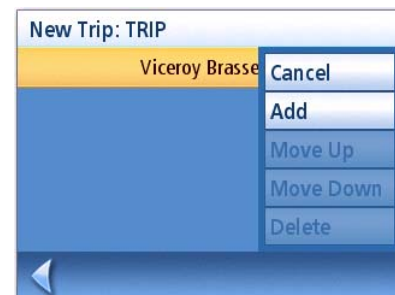 New Trip: TRIP
Viceroy Brasse
Cancel
Add
Move Up
Move Down
Delete